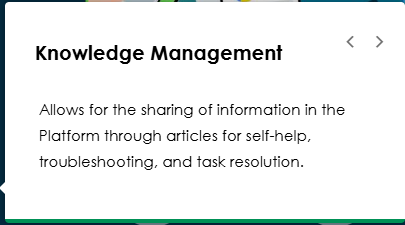 Knowledge Management
Allows for the sharing of information in the
Platform through articles for self-help,
troubleshooting, and task resolution.